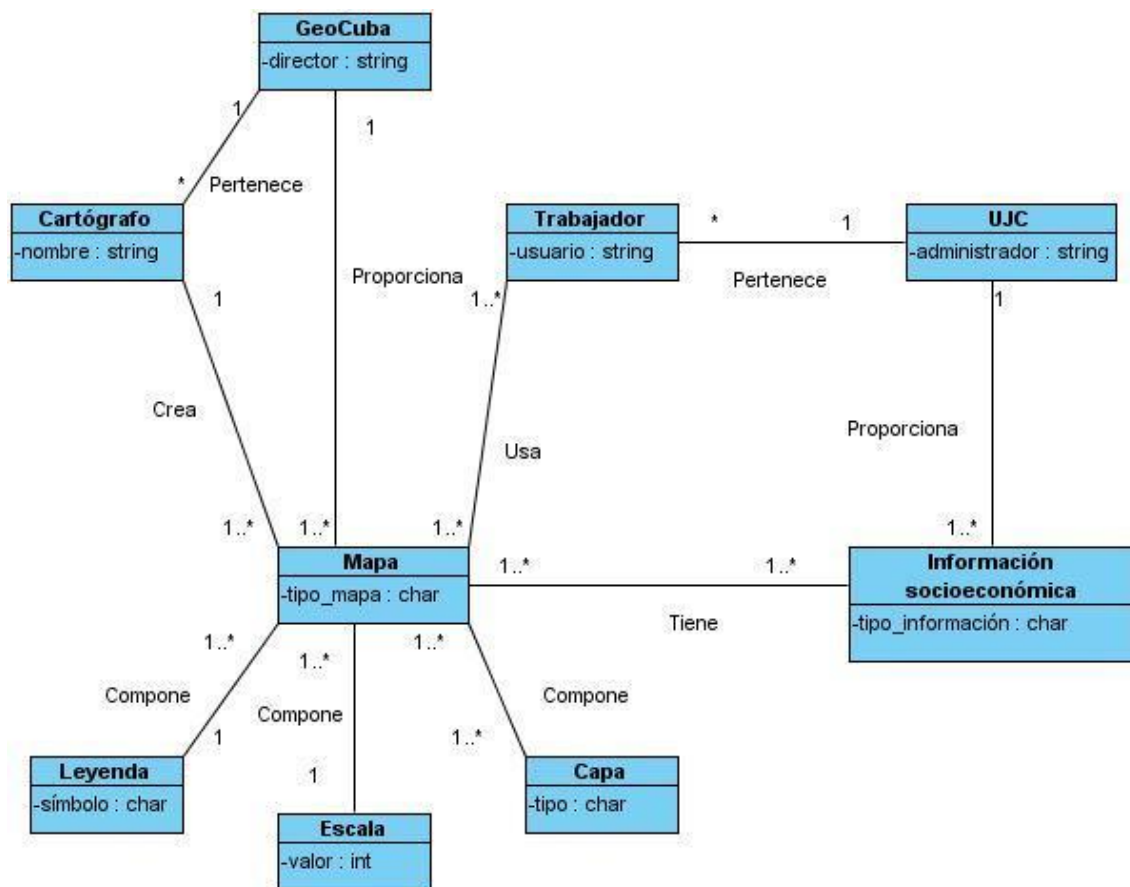 GeoCuba
-director : string
1
1
*
Pertenece
Cartógrafo
-nombre : string
Trabajador
-usuario : string
*
1
Pertenece
UJC
-administrador : string
1
Proporciona
1..*
1
Crea
Usa
Proporciona
1..*
1..*
1..*
1..*
Mapa
-tipo_mapa : char
1..*
1..*
Tiene
Información
socioeconómica
-tipo_información : char
1..*
1..*
1..*
Compone
Compone
Compone
1
1
1..*
Leyenda
-símbolo : char
Escala
-valor : int
Capa
-tipo : char